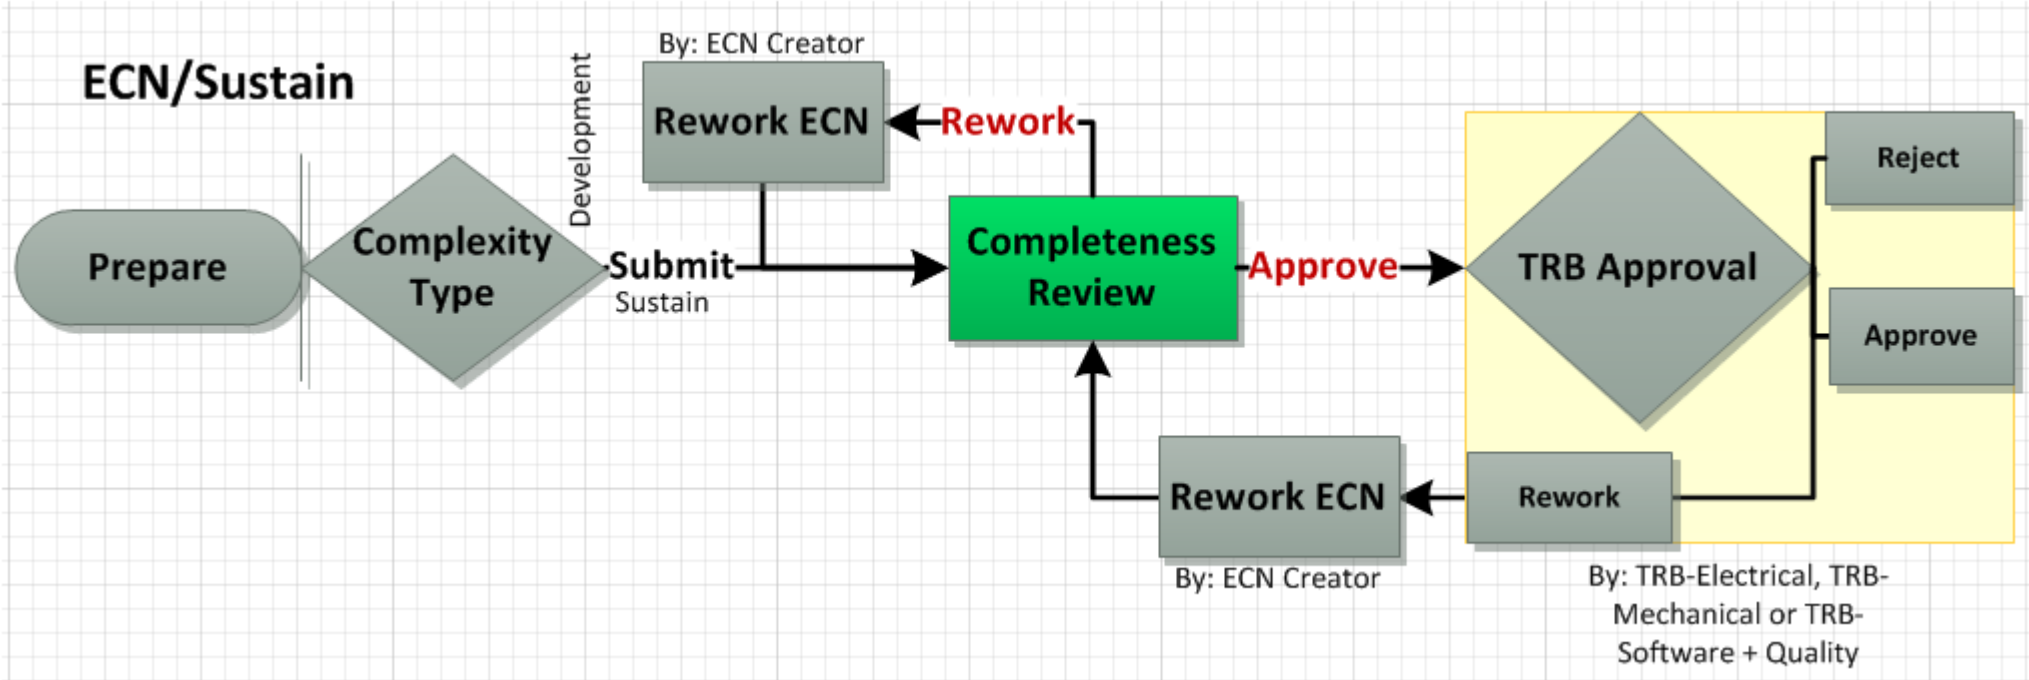 ECN/Sustain
Prepare
Complexity
Type
Development
Submit
Sustain
By: ECN Creator
Rework ECN
Rework
Completeness
Review
Approve
TRB Approval
Reject
Approve
Rework
Rework ECN
By: ECN Creator
By: TRB-Electrical, TRB-
Mechanical or TRB-
Software + Quality